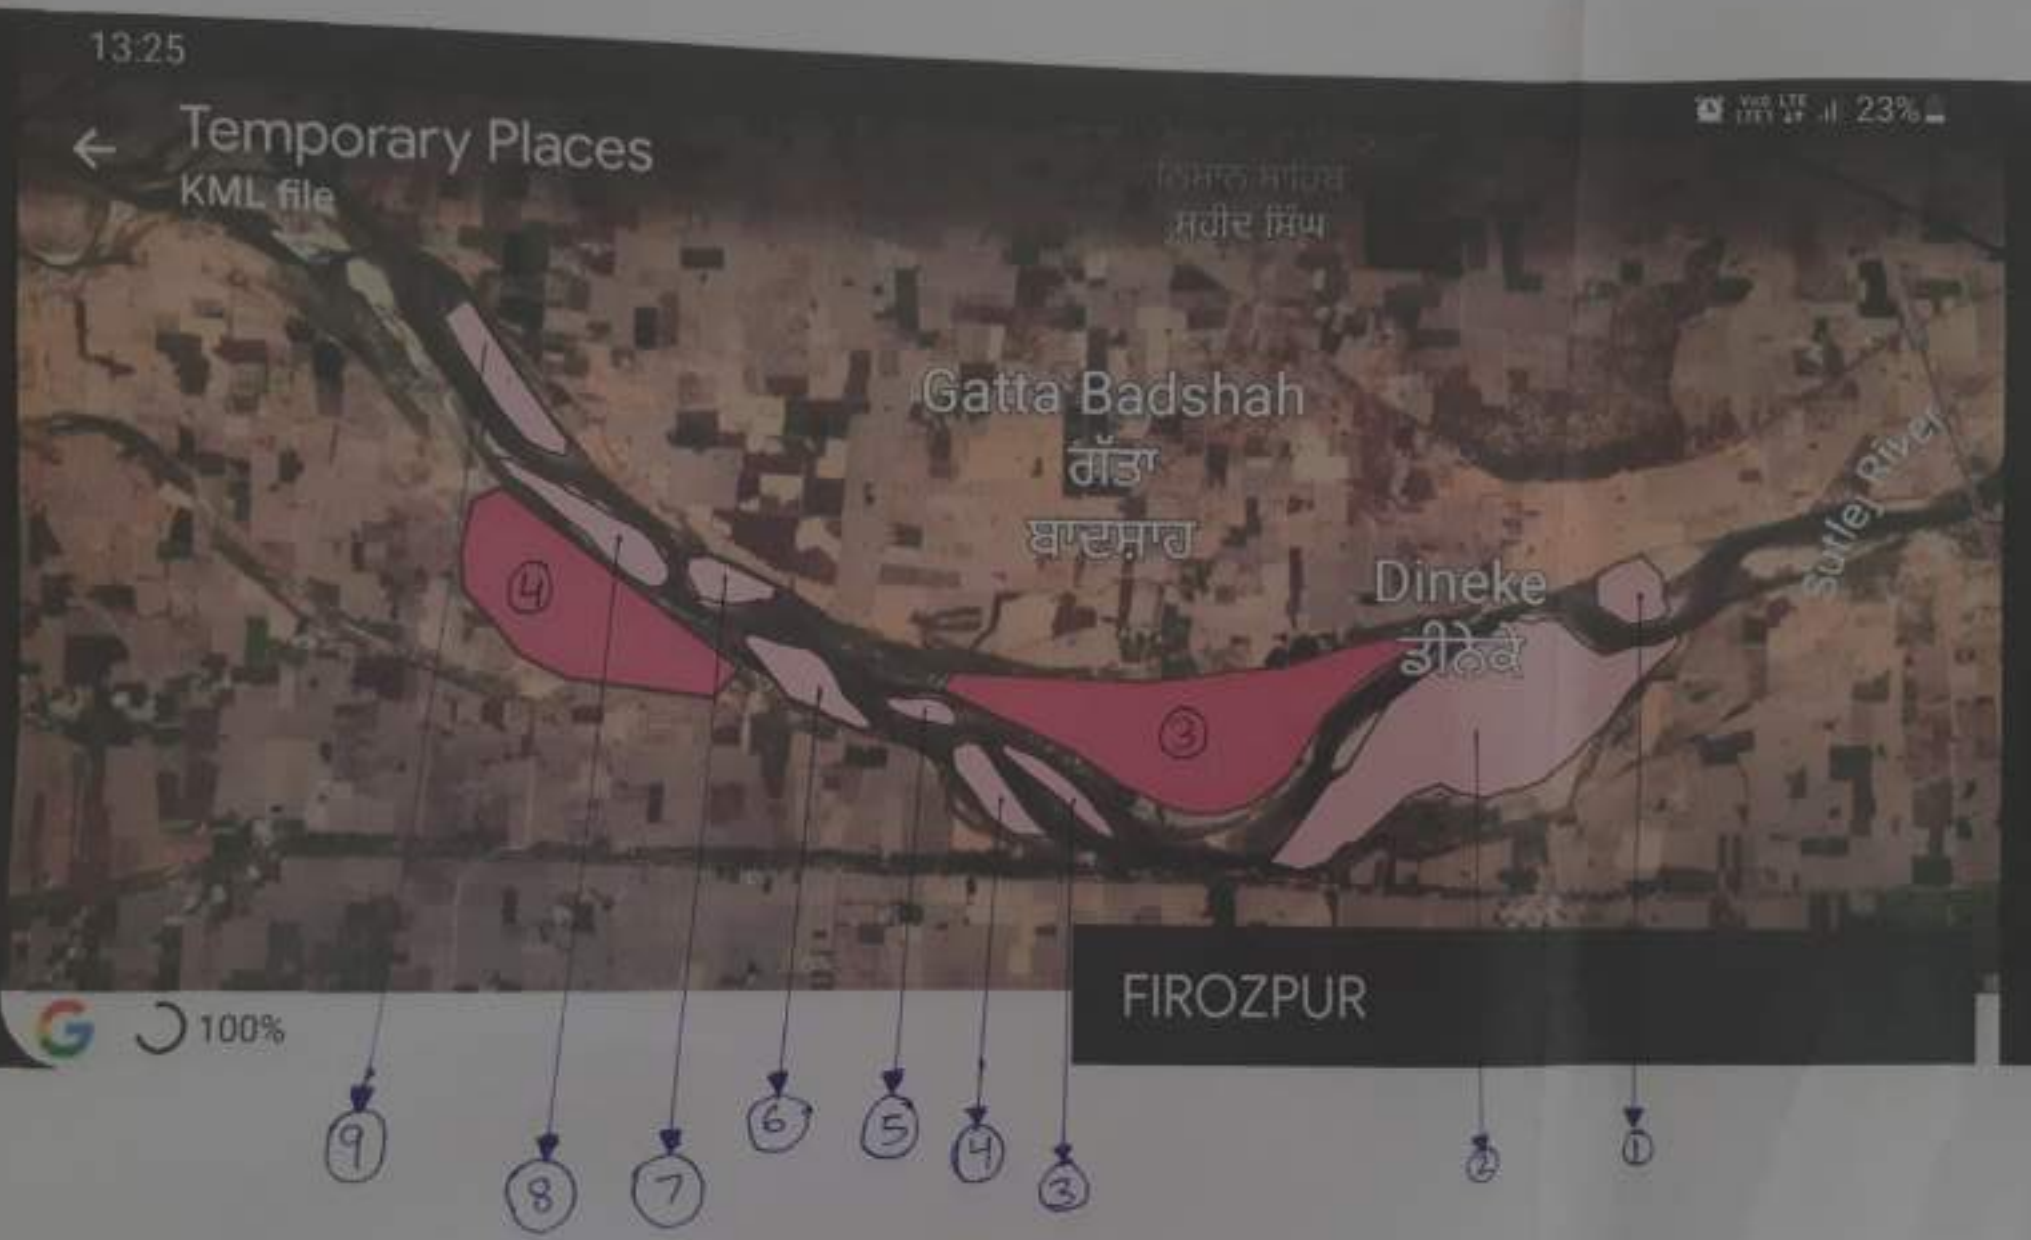 13:25
23%
Temporary Places
KML file
ਨਿਸ਼ਾਨ ਸਾਹਿਬ
ਸ਼ਹੀਦ ਸਿੰਘ
Gatta Badshah
ਗੱਤਾ
ਬਾਦਸ਼ਾਹ
Sutlej River
Dineke
ਡੀਨੇਕੇ
4
3
FIROZPUR
G 100%
9
8
7
6
5
4
3
2
1